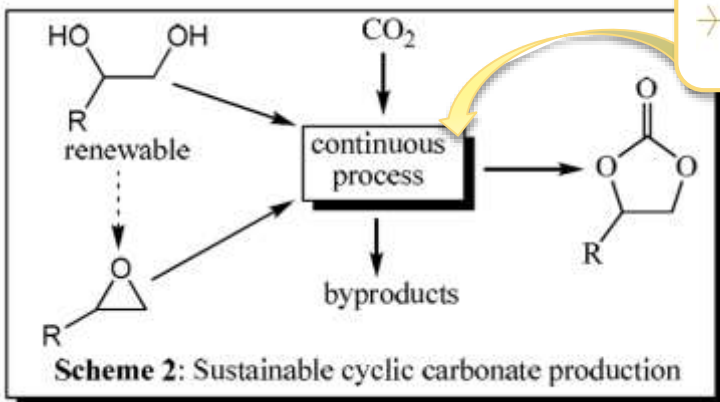 HO
OH
R
renewable
CO2
continuous
process
byproducts
O
R
O
O
O
R
Scheme 2: Sustainable cyclic carbonate production
→